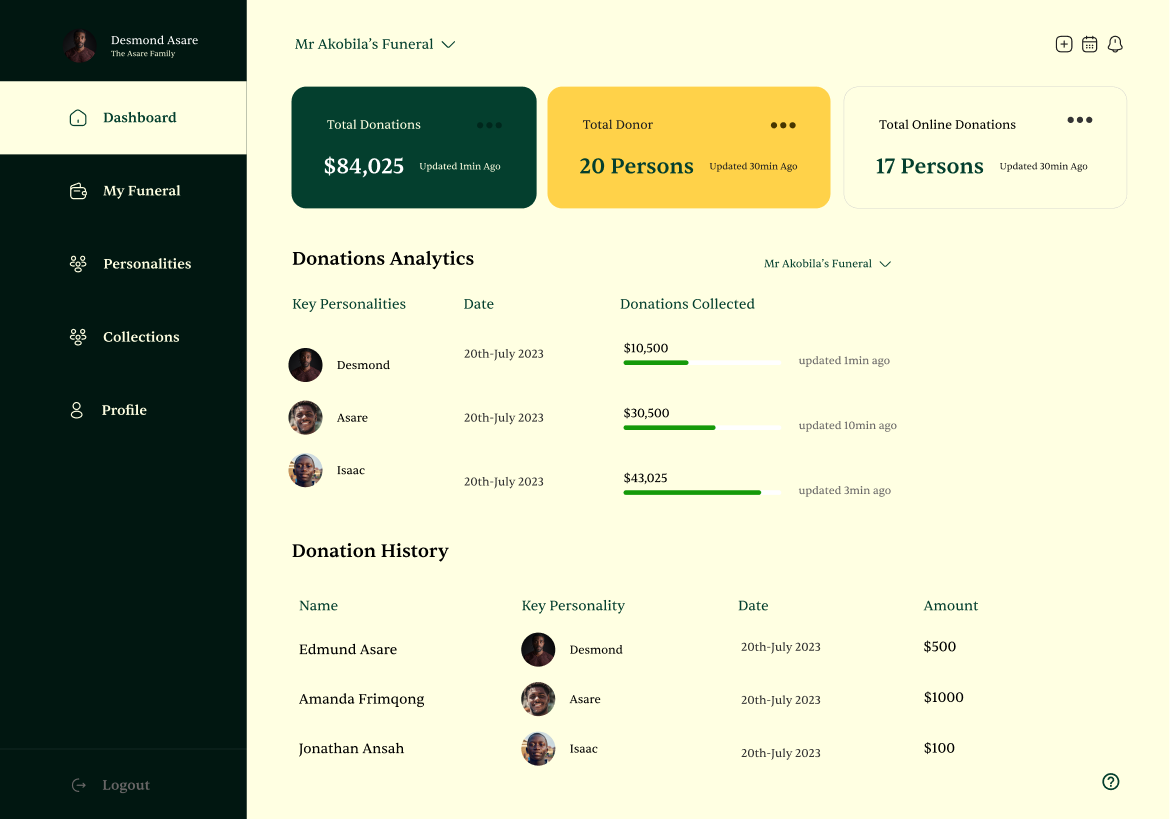 Desmond Asare
The Asare Family
Dashboard
My Funeral
Personalities
Collections
Profile
Logout
Mr Akobila's Funeral
Total Donations
$84,025 Updated 1min Ago
Total Donor
20 Persons Updated 30min Ago
Total Online Donations
17 Persons Updated 30min Ago
Donations Analytics
Mr Akobila's Funeral
Key Personalities Date Donations Collected
Desmond 20th-July 2023 $10,500 updated 1min ago
Asare 20th-July 2023 $30,500 updated 10min ago
Isaac 20th-July 2023 $43,025 updated 3min ago
Donation History
Name Key Personality Date Amount
Edmund Asare Desmond 20th-July 2023 $500
Amanda Frimqong Asare 20th-July 2023 $1000
Jonathan Ansah Isaac 20th-July 2023 $100